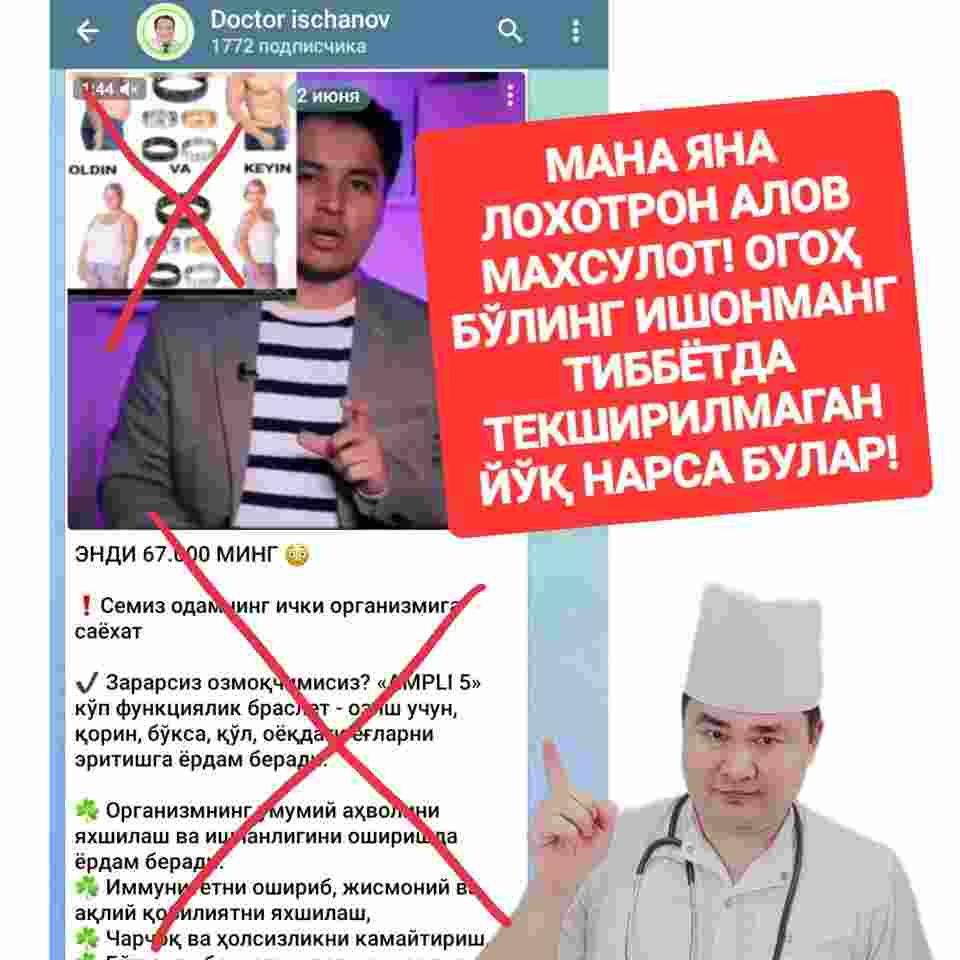 Doctor ischanov
1772 подписчика
1:44
2 июня
OLDIN VA KEYIN
МАНА ЯНА
ЛОХОТРОН АЛОВ
МАХСУЛОТ! ОГОҲ
БЎЛИНГ ИШОНМАНГ
ТИББЁТДА
ТЕКШИРИЛМАГАН
ЙЎҚ НАРСА БУЛАР!
ЭНДИ 67.000 МИНГ 😳
❗ Семиз одамнинг ички организмига
саёхат
✔ Зарарсиз озмоқчимисиз? «AMPLI 5»
кўп функциялик браслет - озиш учун,
қорин, бўкса, қўл, оёқдаги ёғларни
эритишга ёрдам беради.
☘ Организмнинг умумий аҳволини
яхшилаш ва ишчанлигини оширишда
ёрдам беради.
☘ Иммунитетни ошириб, жисмоний ва
ақлий қобилиятни яхшилаш,
☘ Чарчоқ ва ҳолсизликни камайтириш,